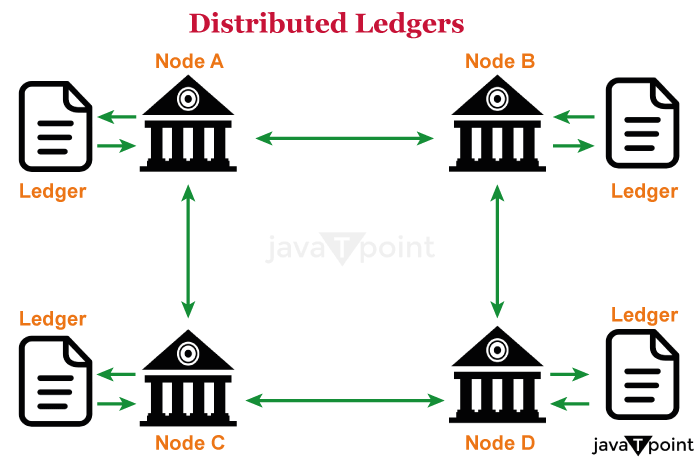 Distributed Ledgers
Node A
Node B
Ledger
Ledger
javaTpoint
Ledger
Ledger
Node C
Node D
javaTpoint